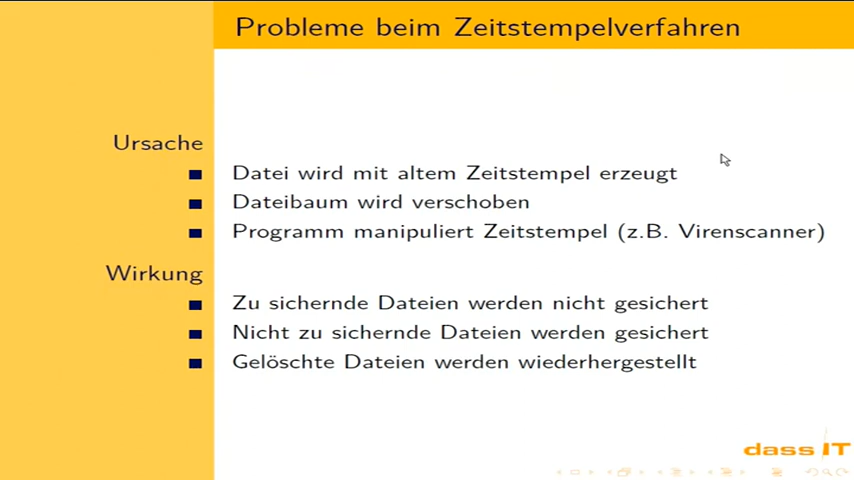 Probleme beim Zeitstempelverfahren
Ursache
Datei wird mit altem Zeitstempel erzeugt
Dateibaum wird verschoben
Programm manipuliert Zeitstempel (z.B. Virenscanner)
Wirkung
Zu sichernde Dateien werden nicht gesichert
Nicht zu sichernde Dateien werden gesichert
Gelöschte Dateien werden wiederhergestellt
dass IT